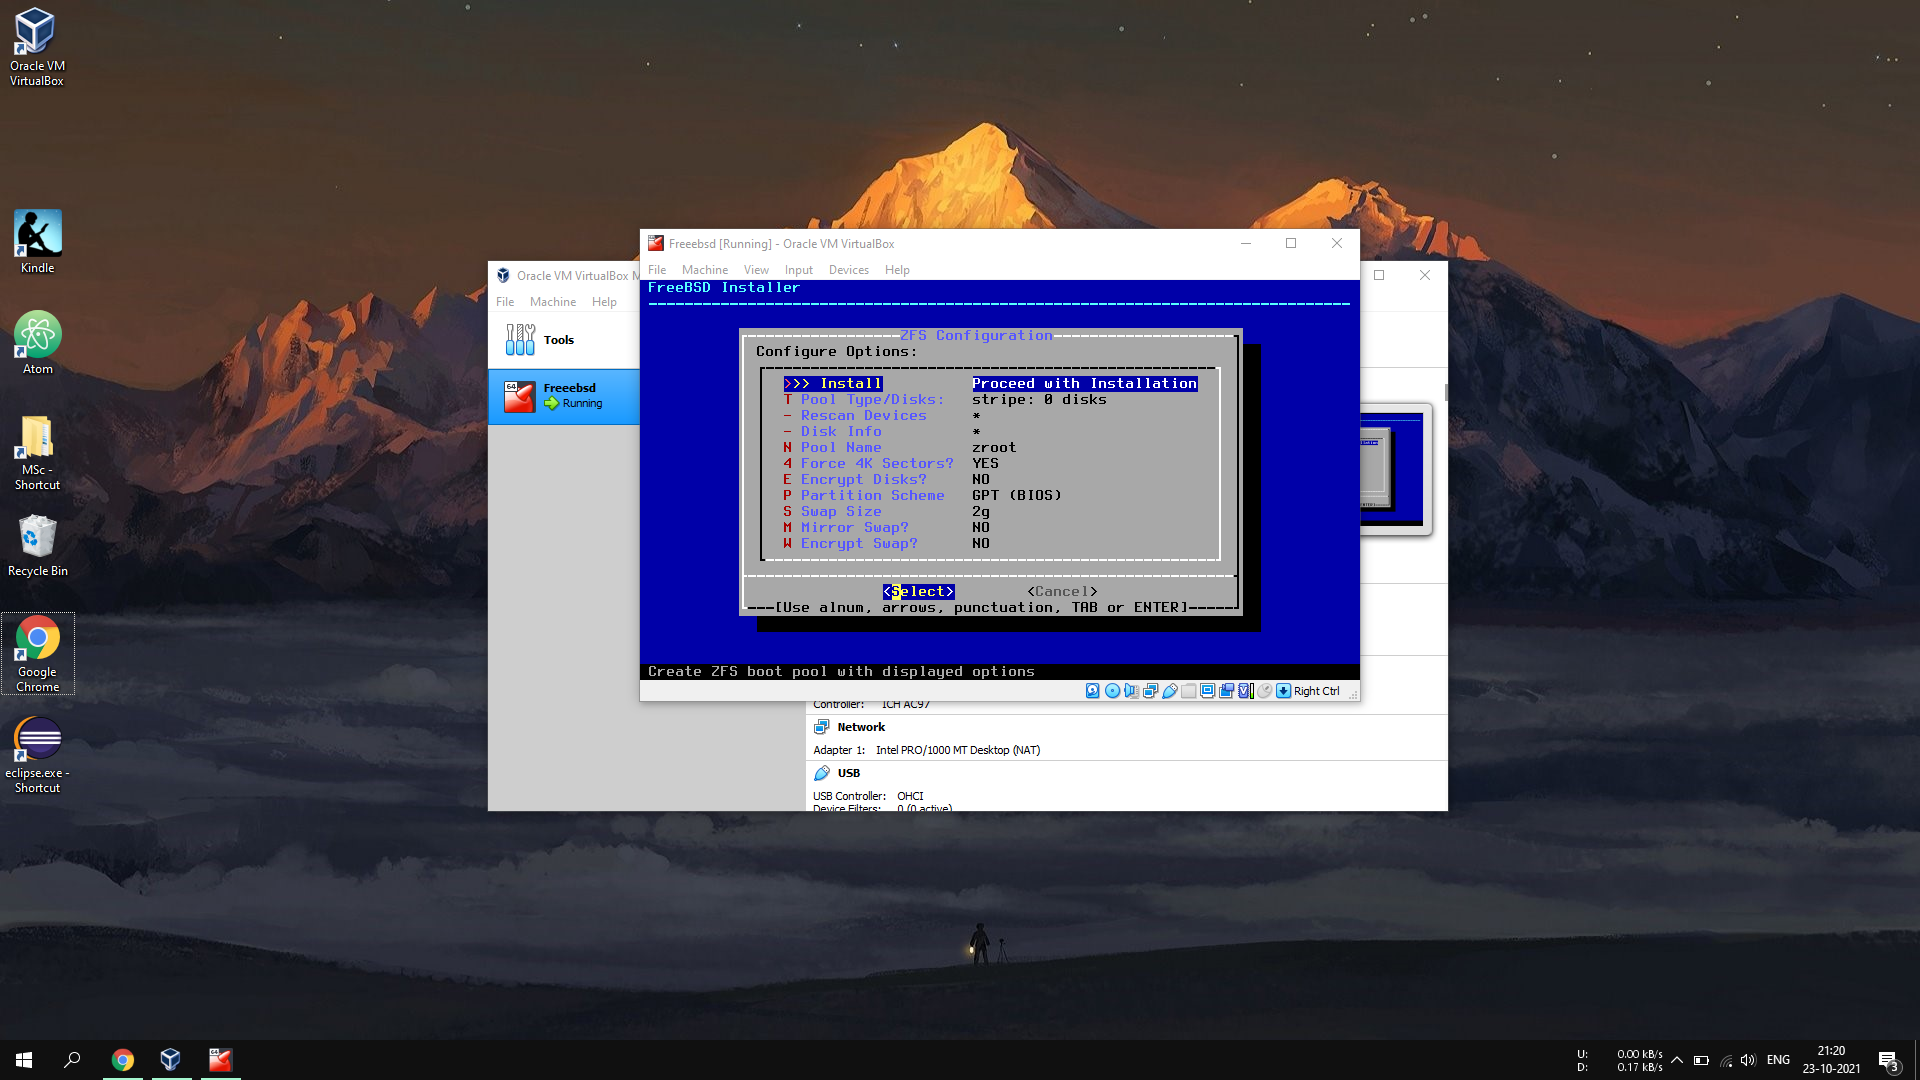 Oracle VM
VirtualBox
Kindle
Atom
MSc -
Shortcut
Recycle Bin
Google
Chrome
eclipse.exe -
Shortcut
Oracle VM VirtualBox M
File Machine Help
Tools
64
Freeebsd
Running
Freeebsd [Running] - Oracle VM VirtualBox
File Machine View Input Devices Help
FreeBSD Installer
ZFS Configuration
Configure Options:
>>> Install Proceed with Installation
T Pool Type/Disks: stripe: 0 disks
- Rescan Devices *
- Disk Info *
N Pool Name zroot
4 Force 4K Sectors? YES
E Encrypt Disks? NO
P Partition Scheme GPT (BIOS)
S Swap Size 2g
M Mirror Swap? NO
W Encrypt Swap? NO
<Select> <Cancel>
[Use alnum, arrows, punctuation, TAB or ENTER]
Create ZFS boot pool with displayed options
Right Ctrl
Controller: ICH AC97
Network
Adapter 1: Intel PRO/1000 MT Desktop (NAT)
USB
USB Controller: OHCI
Device Filters: 0 (0 active)
U: 0.00 kB/s
D: 0.17 kB/s
ENG
21:20
23-10-2021
3